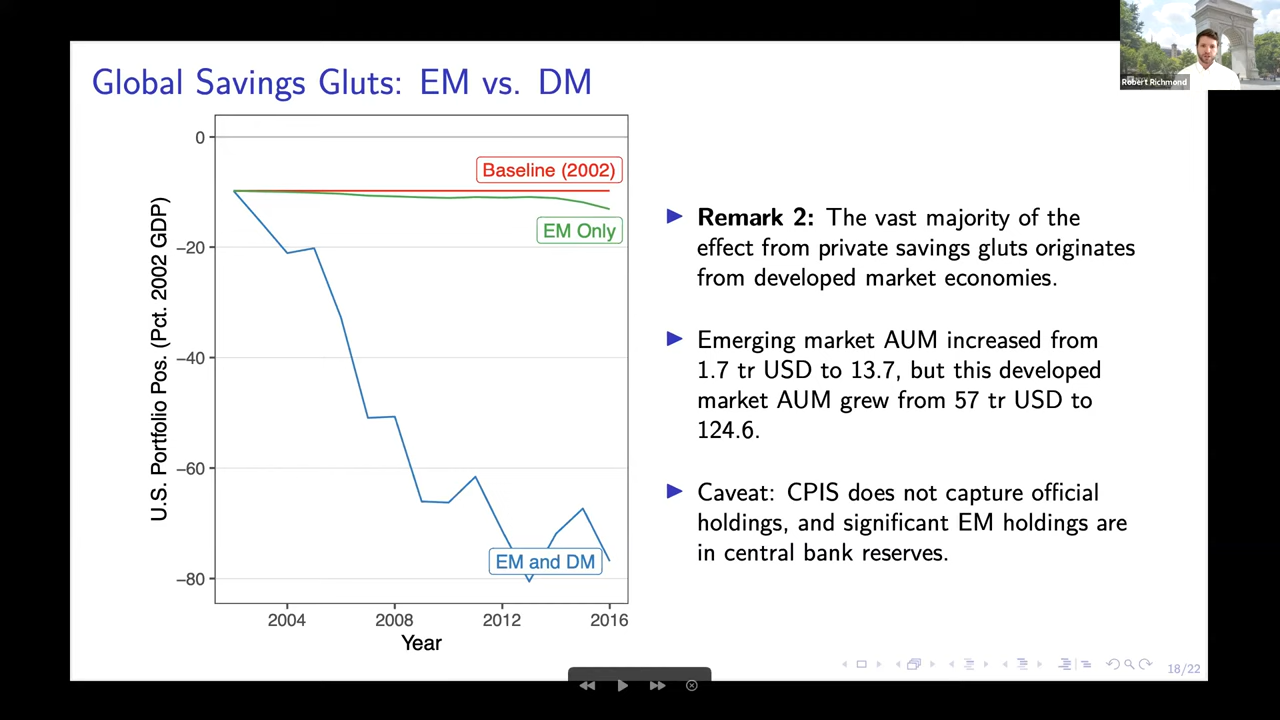 Robert Richmond
Global Savings Gluts: EM vs. DM
U.S. Portfolio Pos. (Pct. 2002 GDP)
0
−20
−40
−60
−80
Baseline (2002)
EM Only
EM and DM
2004
2008
2012
2016
Year
Remark 2: The vast majority of the
effect from private savings gluts originates
from developed market economies.
Emerging market AUM increased from
1.7 tr USD to 13.7, but this developed
market AUM grew from 57 tr USD to
124.6.
Caveat: CPIS does not capture official
holdings, and significant EM holdings are
in central bank reserves.
18/22